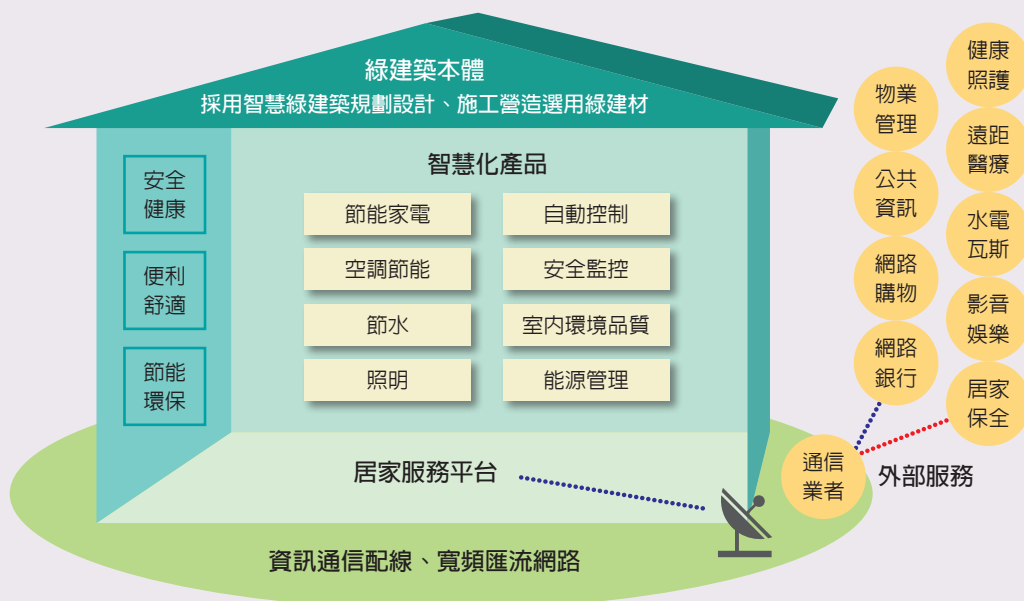 綠建築本體
採用智慧綠建築規劃設計、施工營造選用綠建材
安全
健康
便利
舒適
節能
環保
智慧化產品
節能家電
自動控制
空調節能
安全監控
節水
室內環境品質
照明
能源管理
居家服務平台
資訊通信配線、寬頻匯流網路
物業
管理
公共
資訊
網路
購物
網路
銀行
健康
照護
遠距
醫療
水電
瓦斯
影音
娛樂
居家
保全
通信
業者
外部服務